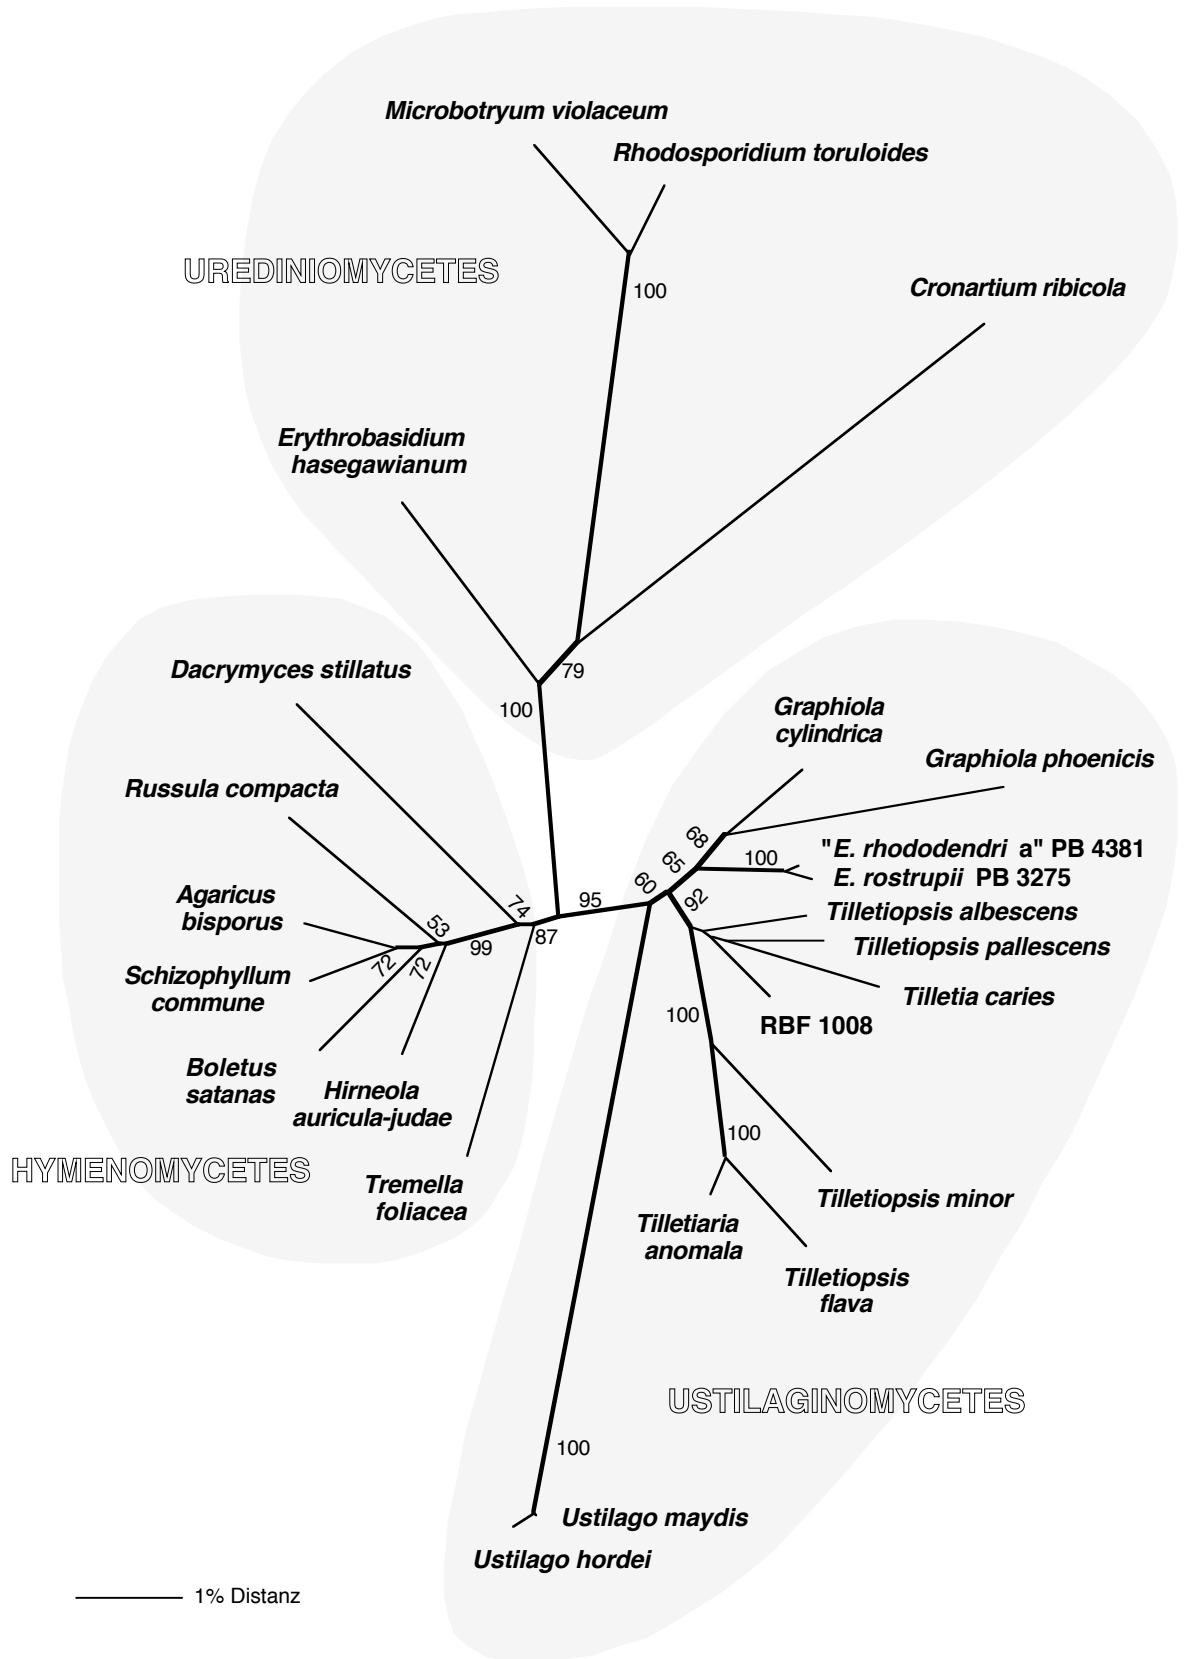 Microbotryum violaceum
Rhodosporidium toruloides
UREDINIOMYCETES
100
Cronartium ribicola
Erythrobasidium
hasegawianum
79
100
Dacrymyces stillatus
Russula compacta
Agaricus
bisporus
Schizophyllum
commune
Boletus
satanas
Hirneola
auricula-judae
Tremella
foliacea
HYMENOMYCETES
74
87
53
99
72
72
95
Graphiola
cylindrica
Graphiola phoenicis
68
65
60
100
92
"E. rhododendri a" PB 4381
E. rostrupii PB 3275
Tilletiopsis albescens
Tilletiopsis pallescens
Tilletia caries
RBF 1008
100
100
Tilletiopsis minor
Tilletiaria
anomala
Tilletiopsis
flava
USTILAGINOMYCETES
100
Ustilago maydis
Ustilago hordei
1% Distanz